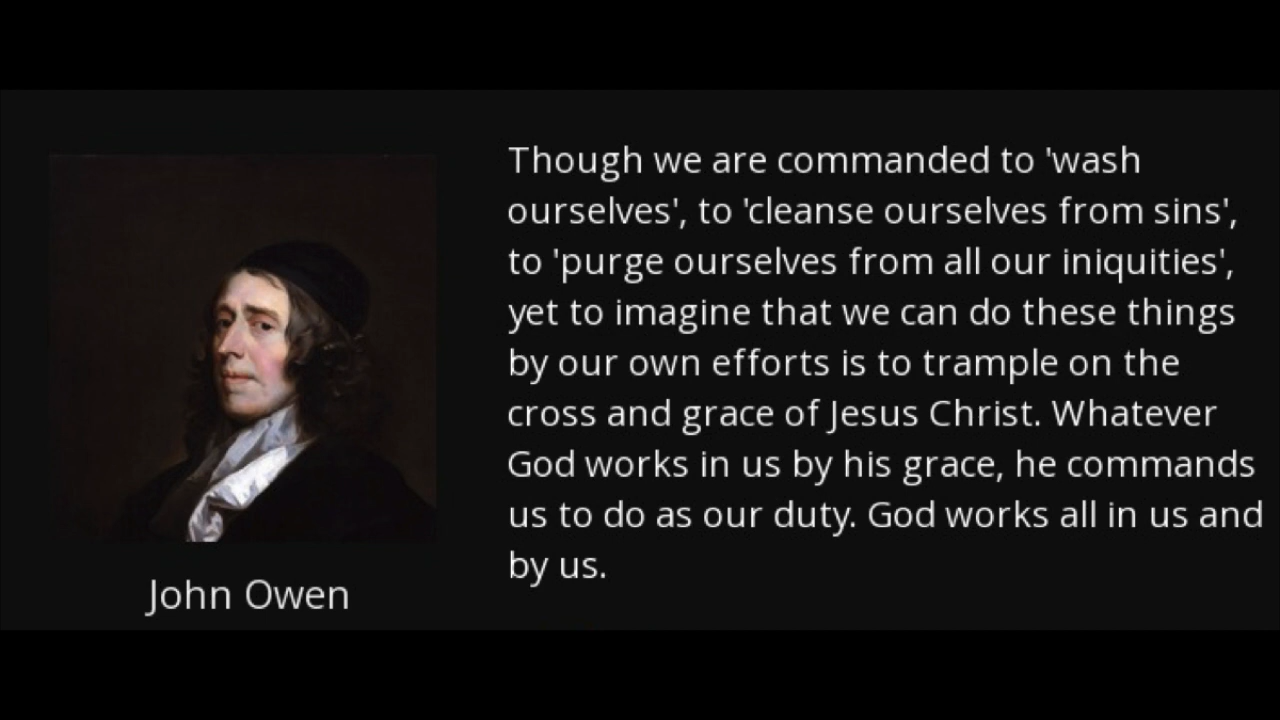 Though we are commanded to 'wash
ourselves', to 'cleanse ourselves from sins',
to 'purge ourselves from all our iniquities',
yet to imagine that we can do these things
by our own efforts is to trample on the
cross and grace of Jesus Christ. Whatever
God works in us by his grace, he commands
us to do as our duty. God works all in us and
by us.
John Owen